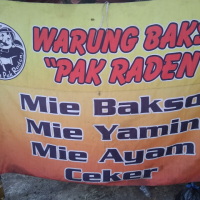 WARUNG BAKS
"PAK RADEN
Mie Bakso
Mie Yamin
Mie Ayam
Ceker